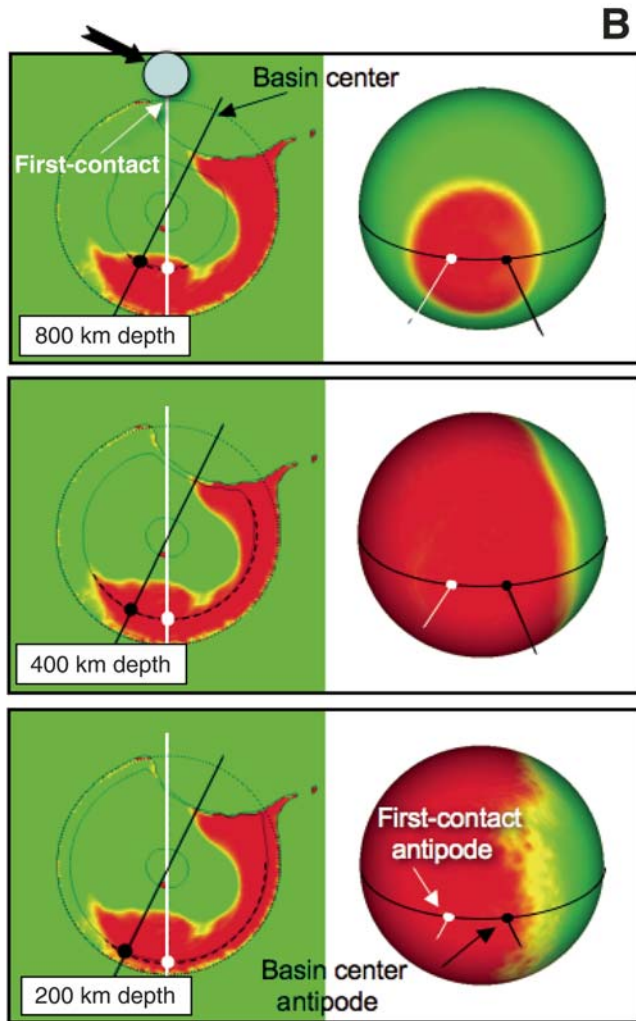 B
Basin center
First-contact
800 km depth
400 km depth
First-contact
antipode
Basin center
antipode
200 km depth